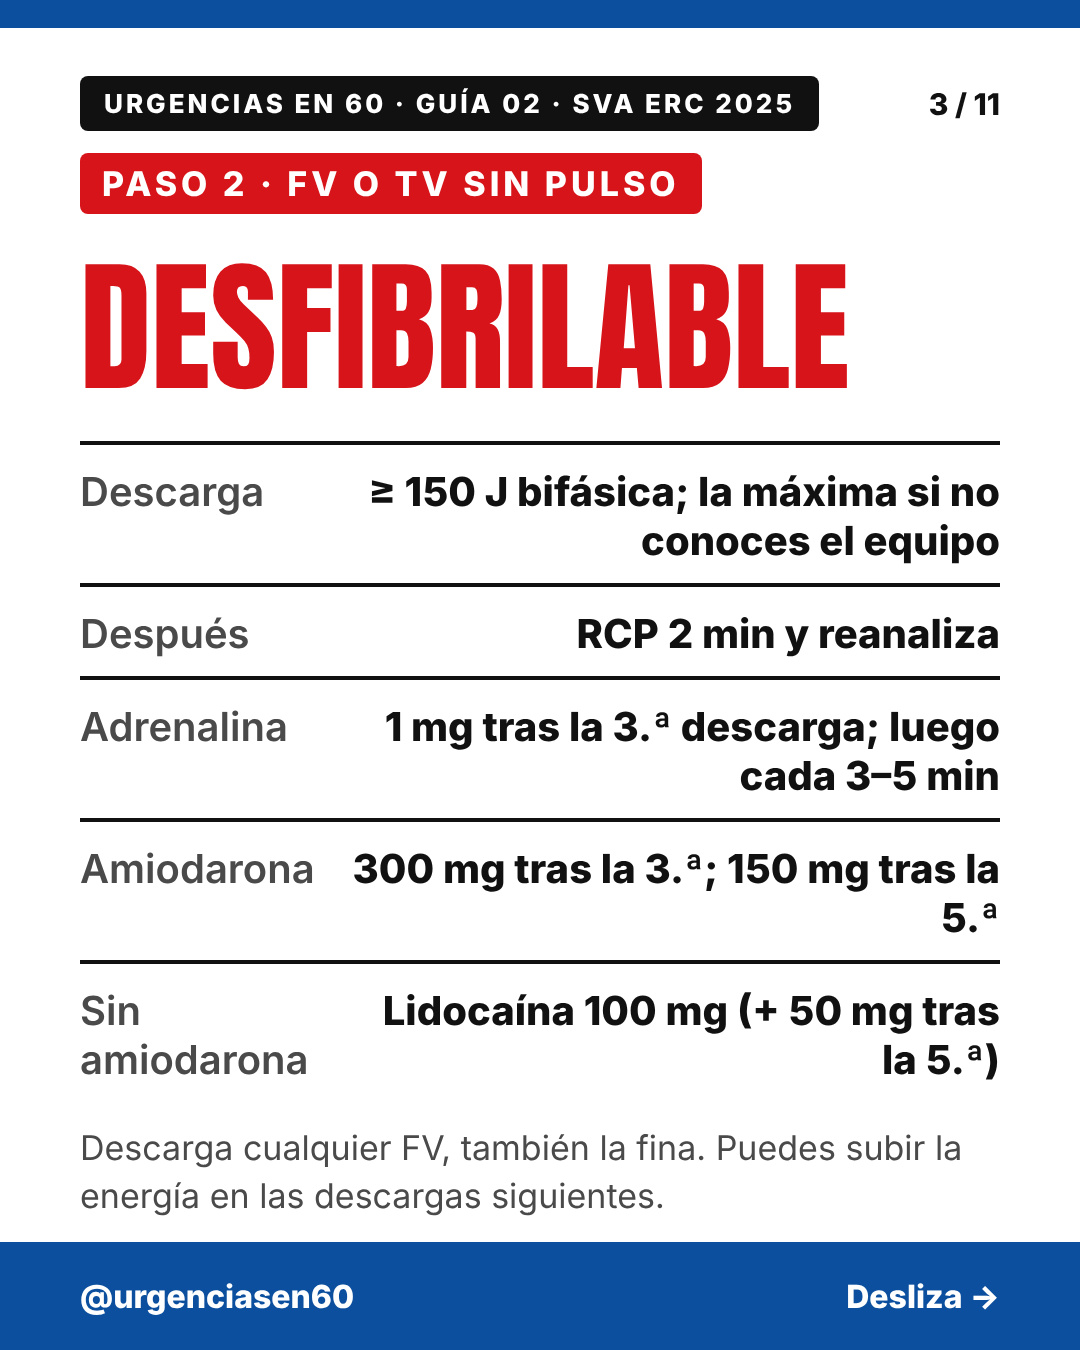 URGENCIAS EN 60 · GUÍA 02 · SVA ERC 2025
3 / 11
PASO 2 · FV O TV SIN PULSO
DESFIBRILABLE
Descarga ≥ 150 J bifásica; la máxima si no
conoces el equipo
Después RCP 2 min y reanaliza
Adrenalina 1 mg tras la 3.ª descarga; luego
cada 3–5 min
Amiodarona 300 mg tras la 3.ª; 150 mg tras la
5.ª
Sin Lidocaína 100 mg (+ 50 mg tras
amiodarona la 5.ª)
Descarga cualquier FV, también la fina. Puedes subir la
energía en las descargas siguientes.
@urgenciasen60
Desliza →